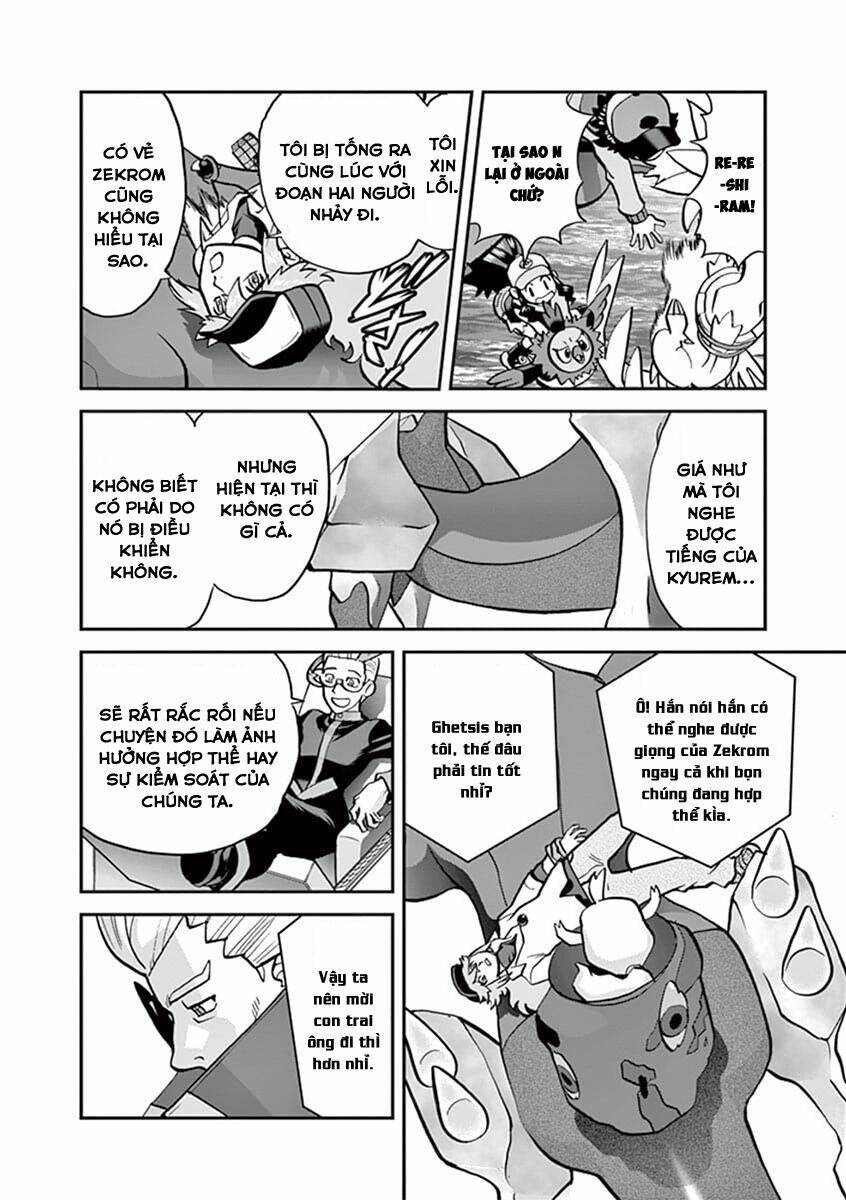 RE-RE
-SHI
-RAM!
TẠI SAO N
LẠI Ở NGOÀI
CHỨ?
TÔI
XIN
LỖI.
TÔI BỊ TỐNG RA
CÙNG LÚC VỚI
ĐOẠN HAI NGƯỜI
NHẢY ĐI.
CÓ VẺ
ZEKROM
CŨNG
KHÔNG
HIỂU TẠI
SAO.
GIÁ NHƯ
MÀ TÔI
NGHE
ĐƯỢC
TIẾNG CỦA
KYUREM...
NHƯNG
HIỆN TẠI THÌ
KHÔNG CÓ
GÌ CẢ.
KHÔNG BIẾT
CÓ PHẢI DO
NÓ BỊ ĐIỀU
KHIỂN
KHÔNG.
Ồ! Hắn nói hắn có
thể nghe được
giọng của Zekrom
ngay cả khi bọn
chúng đang hợp
thể kìa.
Ghetsis bạn
tôi, thế đâu
phải tin tốt
nhỉ?
SẼ RẤT RẮC RỐI NẾU
CHUYỆN ĐÓ LÀM ẢNH
HƯỞNG HỢP THỂ HAY
SỰ KIỂM SOÁT CỦA
CHÚNG TA.
Vậy ta
nên mời
con trai
ông đi thì
hơn nhỉ.